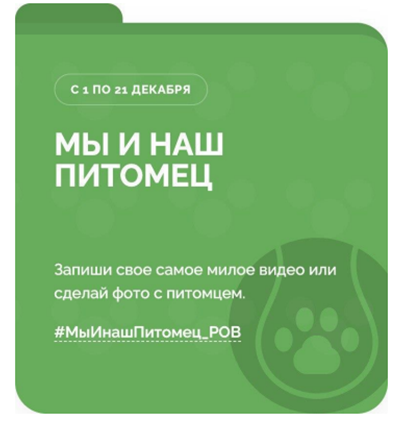 С 1 ПО 21 ДЕКАБРЯ
МЫ И НАШ
ПИТОМЕЦ
Запиши свое самое милое видео или
сделай фото с питомцем.
#МыИнашПитомец_РОВ